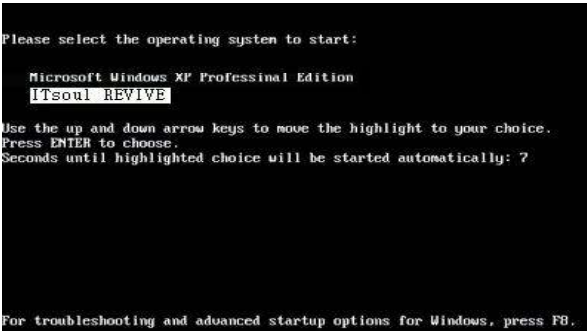 Please select the operating system to start:
Microsoft Windows XP Professinal Edition
ITsoul REVIVE
Use the up and down arrow keys to move the highlight to your choice.
Press ENTER to choose.
Seconds until highlighted choice will be started automatically: 7
For troubleshooting and advanced startup options for Windows, press F8.